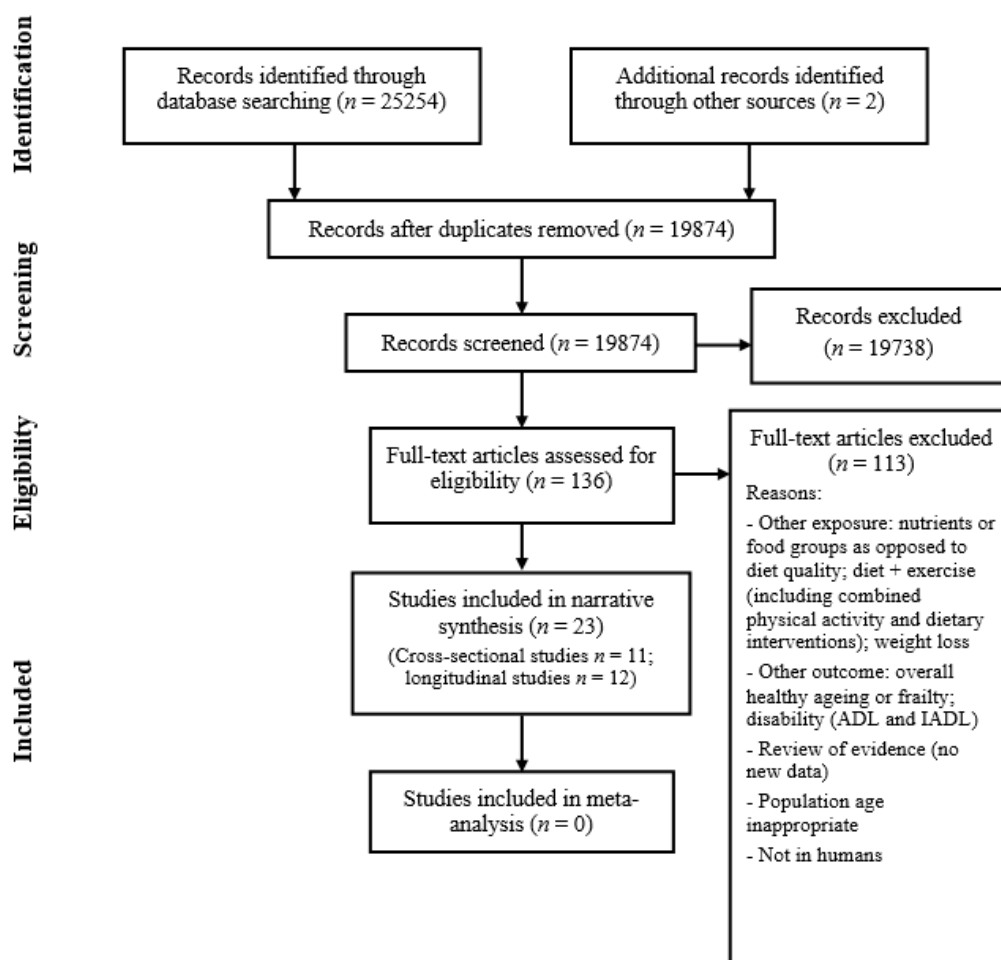 Identification
Records identified through
database searching (n = 25254)
Additional records identified
through other sources (n = 2)
Records after duplicates removed (n = 19874)
Screening
Records screened (n = 19874)
Records excluded
(n = 19738)
Eligibility
Full-text articles assessed for
eligibility (n = 136)
Full-text articles excluded
(n = 113)
Reasons:
- Other exposure: nutrients or
food groups as opposed to
diet quality; diet + exercise
(including combined
physical activity and dietary
interventions); weight loss
- Other outcome: overall
healthy ageing or frailty;
disability (ADL and IADL)
- Review of evidence (no
new data)
- Population age
inappropriate
- Not in humans
Included
Studies included in narrative
synthesis (n = 23)
(Cross-sectional studies n = 11;
longitudinal studies n = 12)
Studies included in meta-
analysis (n = 0)